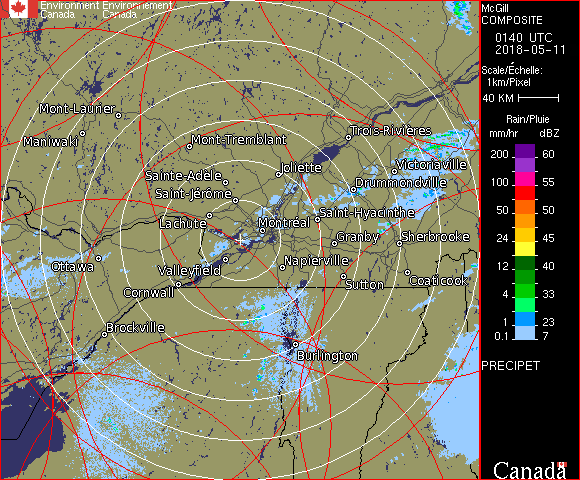 Environment Environnement
Canada Canada
McGill
COMPOSITE
0140 UTC
2018-05-11
Scale/Échelle:
1km/Pixel
40 KM
Rain/Pluie
mm/hr dBZ
200 60
100 55
50 50
24 45
12 40
4 33
1 23
0.1 7
PRECIPET
Canada
Mont-Laurier
Maniwaki
Mont-Tremblant
Trois-Rivières
Joliette
Victoriaville
Sainte-Adèle
Drummondville
Saint-Jérôme
Saint-Hyacinthe
Lachute
Montréal
Granby
Sherbrooke
Ottawa
Valleyfield
Napierville
Sutton
Coaticook
Cornwall
Brockville
Burlington